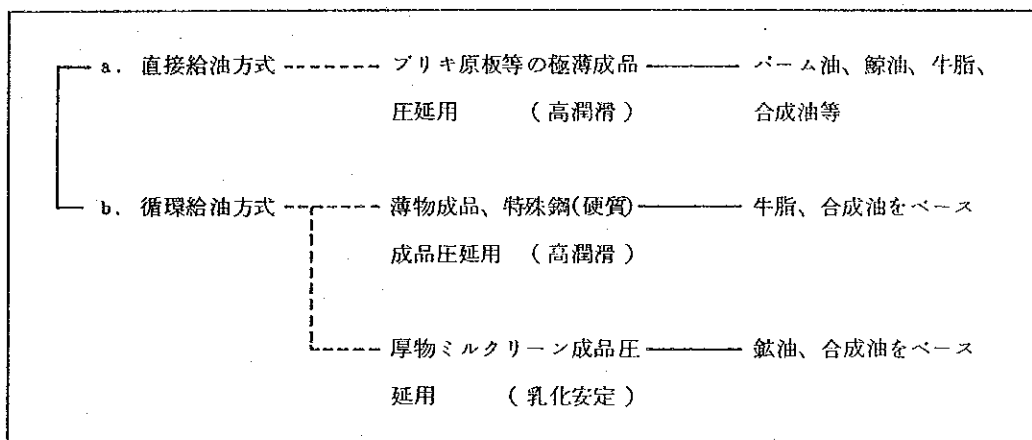 a. 直接給油方式 ブリキ原板等の極薄成品 パーム油、鯨油、牛脂、
圧延用 (高潤滑) 合成油等
b. 循環給油方式 薄物成品、特殊鋼(硬質) 牛脂、合成油をベース
成品圧延用 (高潤滑)
厚物ミルクリーン成品圧 鉱油、合成油をベース
延用 (乳化安定)